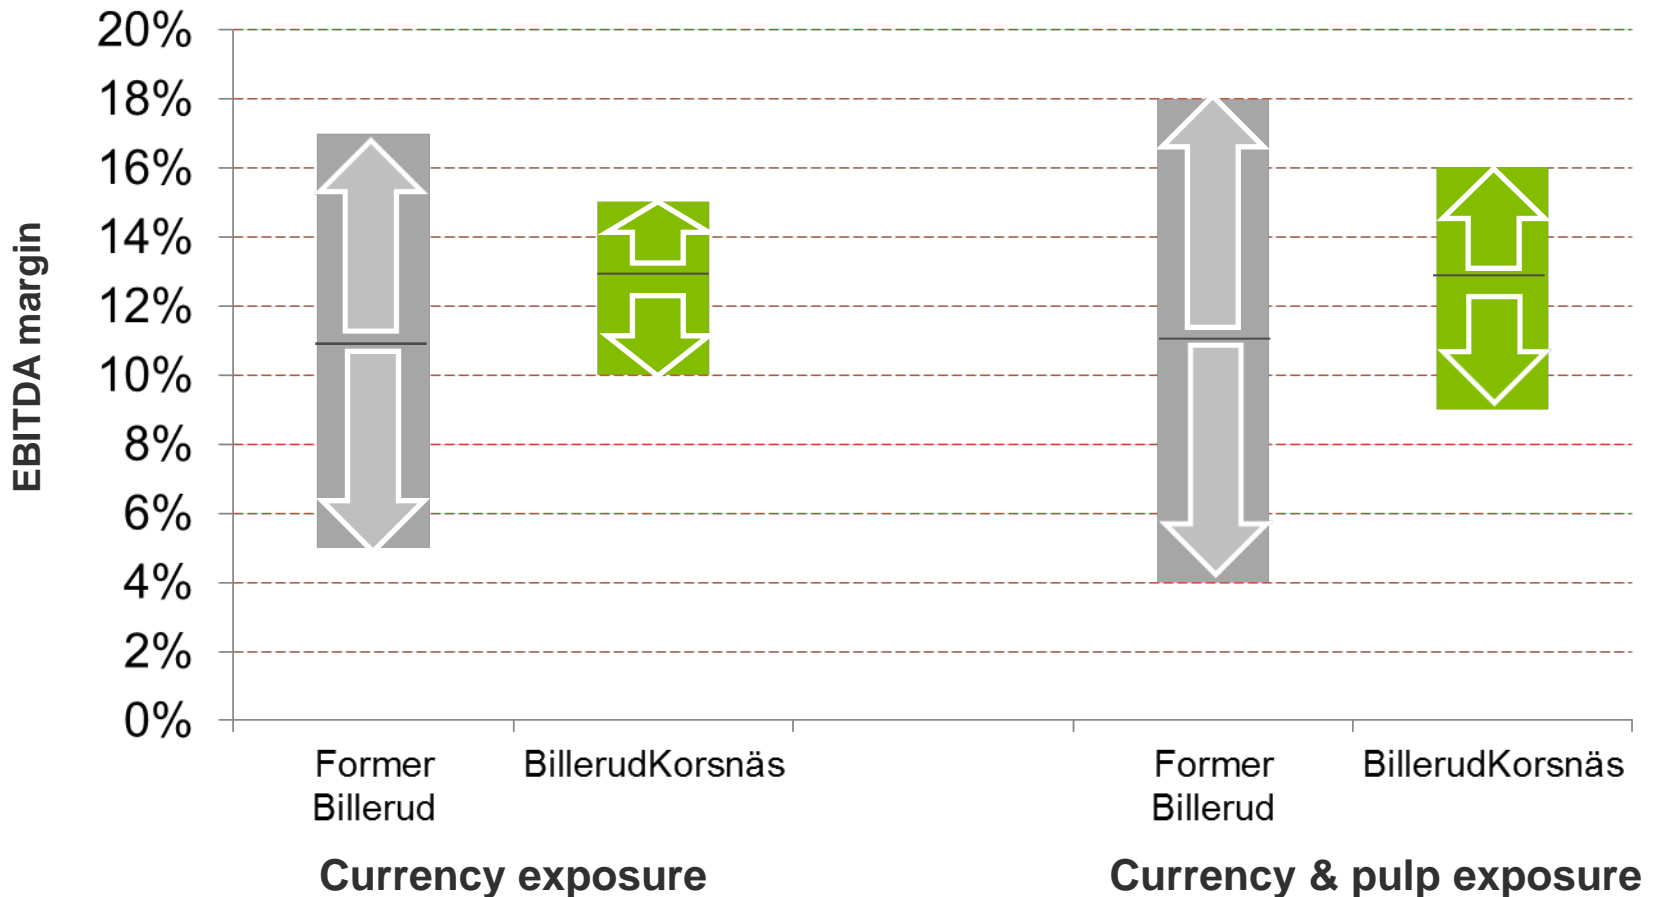 20%
18%
16%
14%
12%
10%
8%
6%
4%
2%
0%
EBITDA margin
Former
Billerud
BillerudKorsnäs
Former
Billerud
BillerudKorsnäs
Currency exposure
Currency & pulp exposure